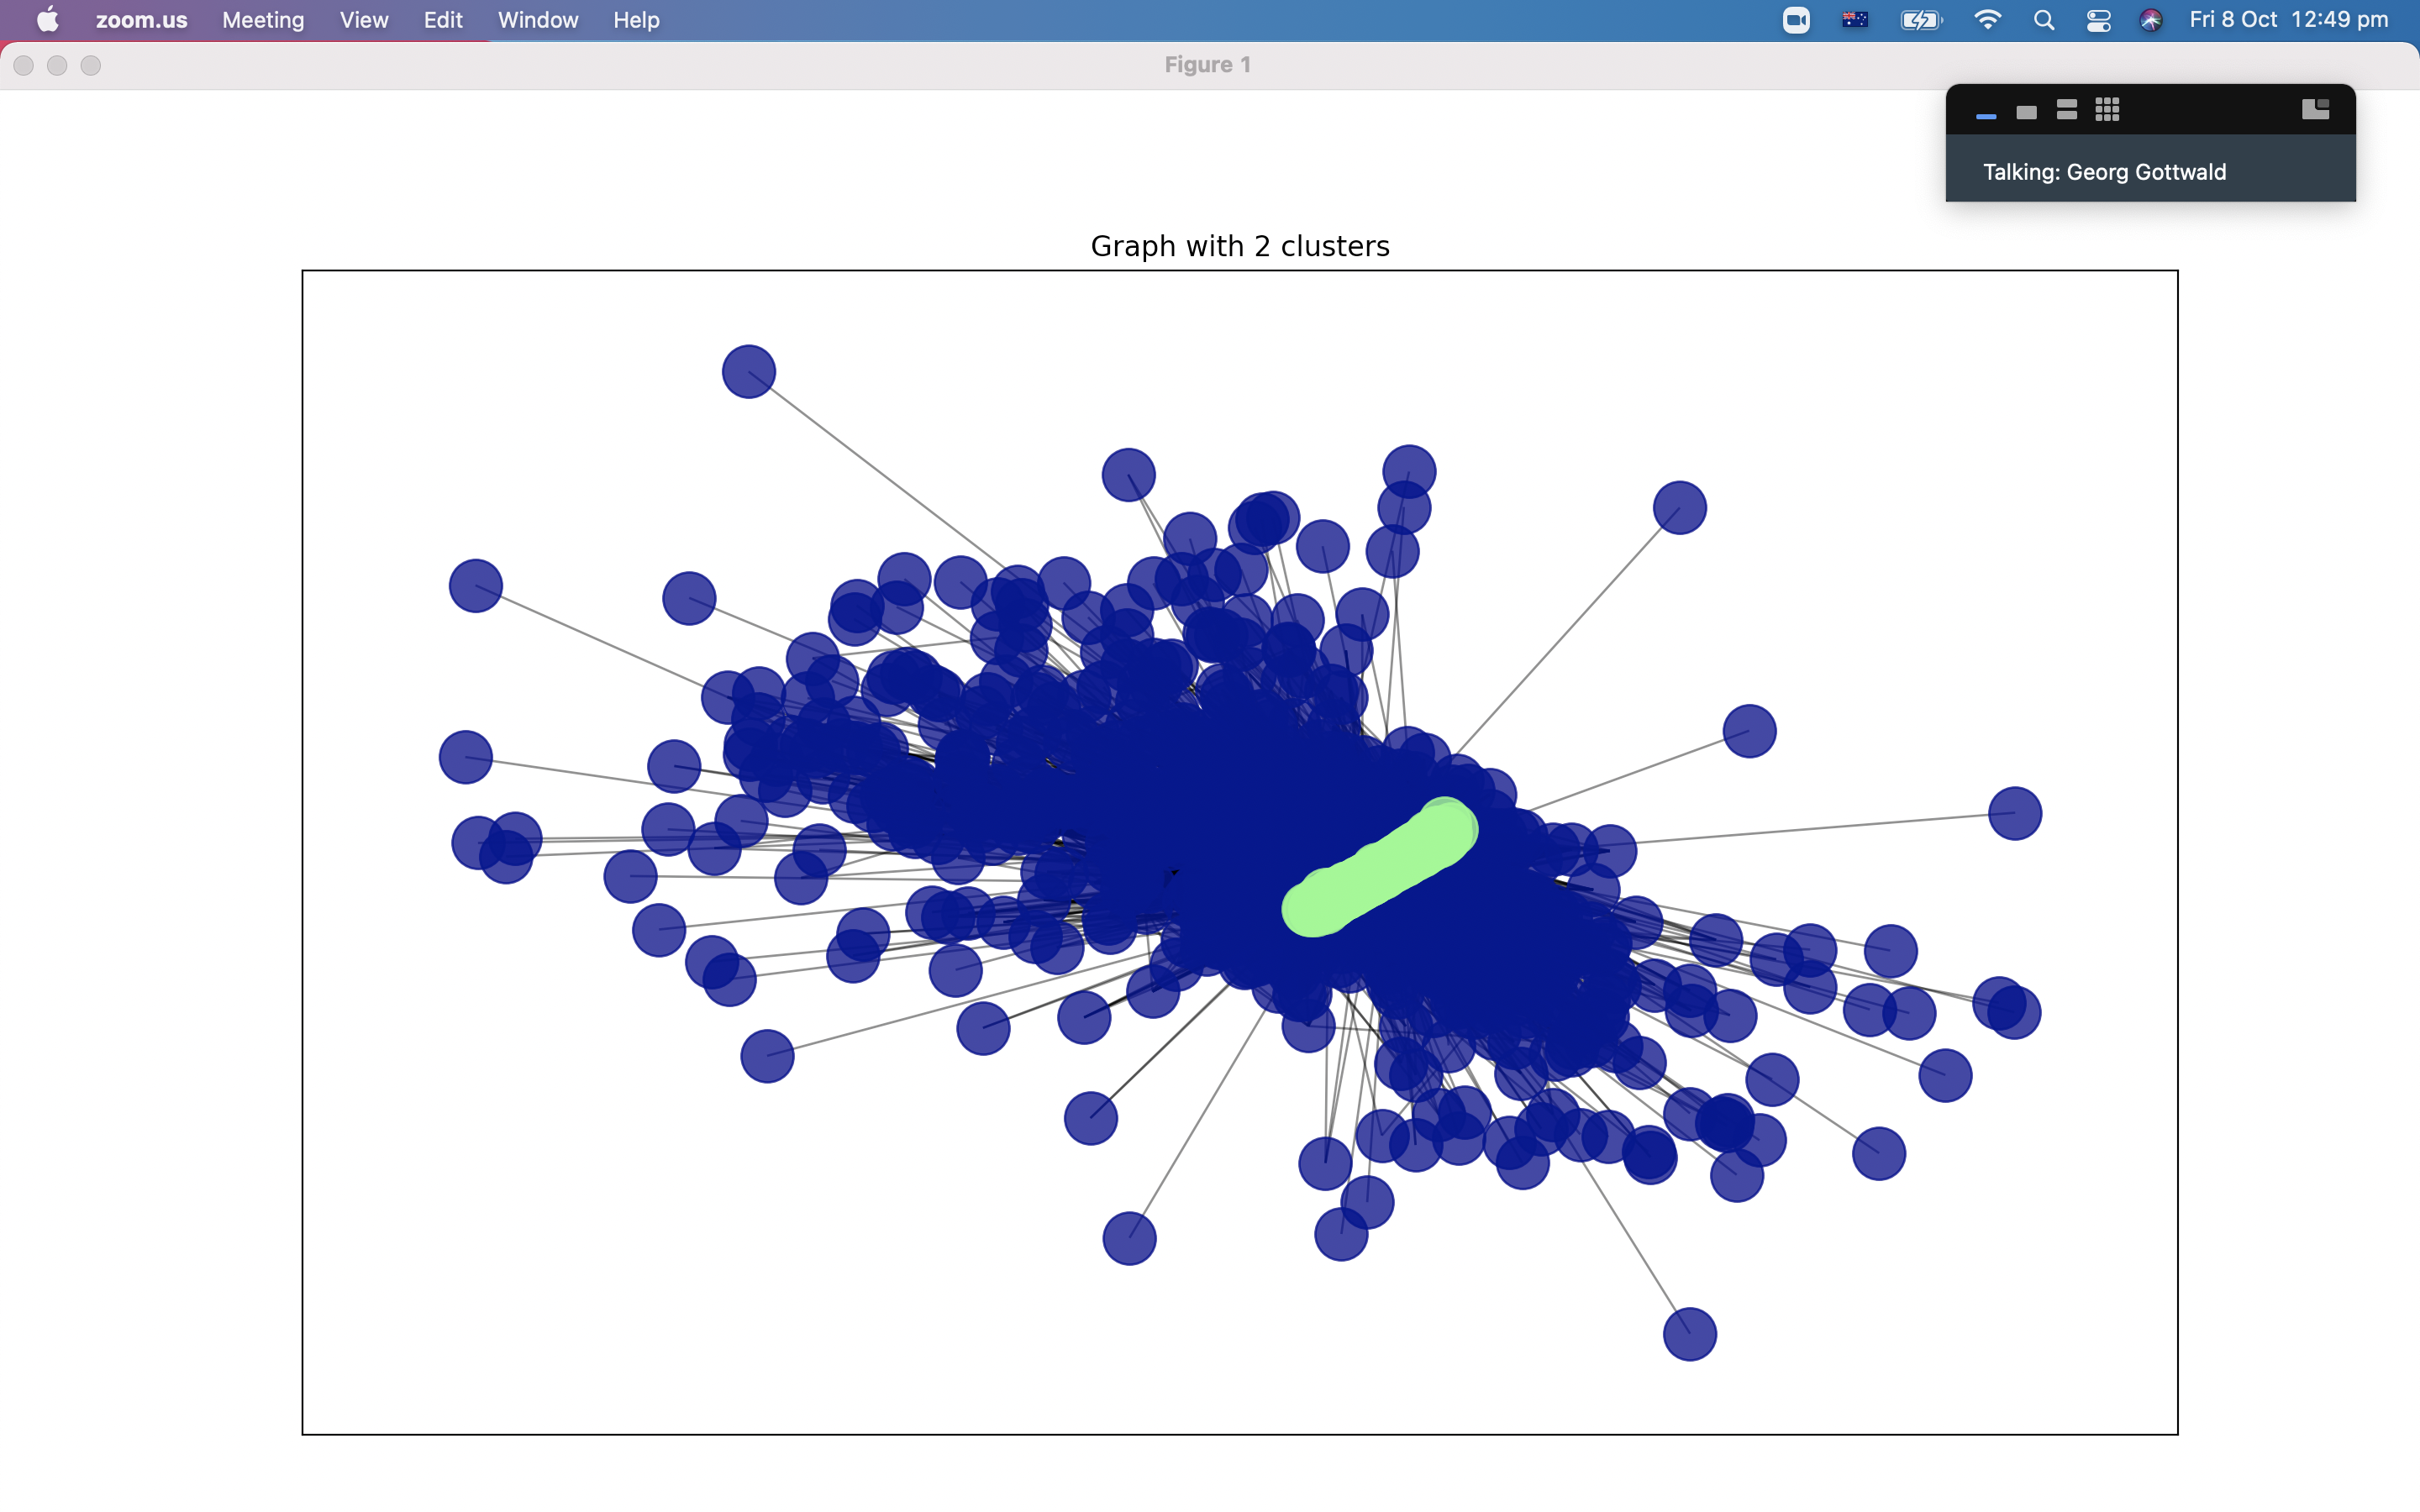 zoom.us Meeting View Edit Window Help Fri 8 Oct 12:49 pm
Figure 1
Talking: Georg Gottwald
Graph with 2 clusters